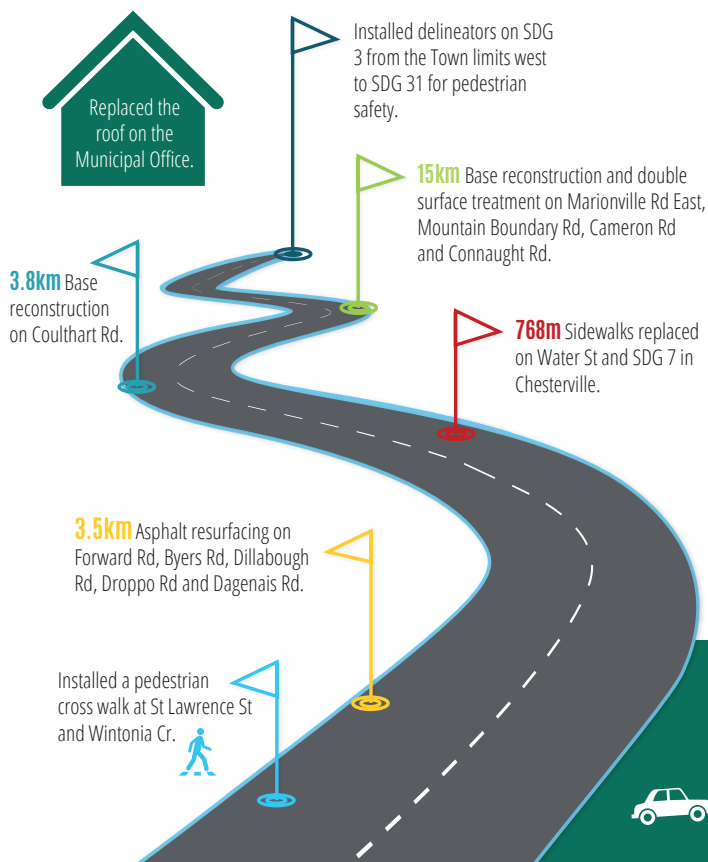 Replaced the
roof on the
Municipal Office.
Installed delineators on SDG
3 from the Town limits west
to SDG 31 for pedestrian
safety.
15km Base reconstruction and double
surface treatment on Marionville Rd East,
Mountain Boundary Rd, Cameron Rd
and Connaught Rd.
3.8km Base
reconstruction
on Coulthart Rd.
768m Sidewalks replaced
on Water St and SDG 7 in
Chesterville.
3.5km Asphalt resurfacing on
Forward Rd, Byers Rd, Dillabough
Rd, Droppo Rd and Dagenais Rd.
Installed a pedestrian
cross walk at St Lawrence St
and Wintonia Cr.